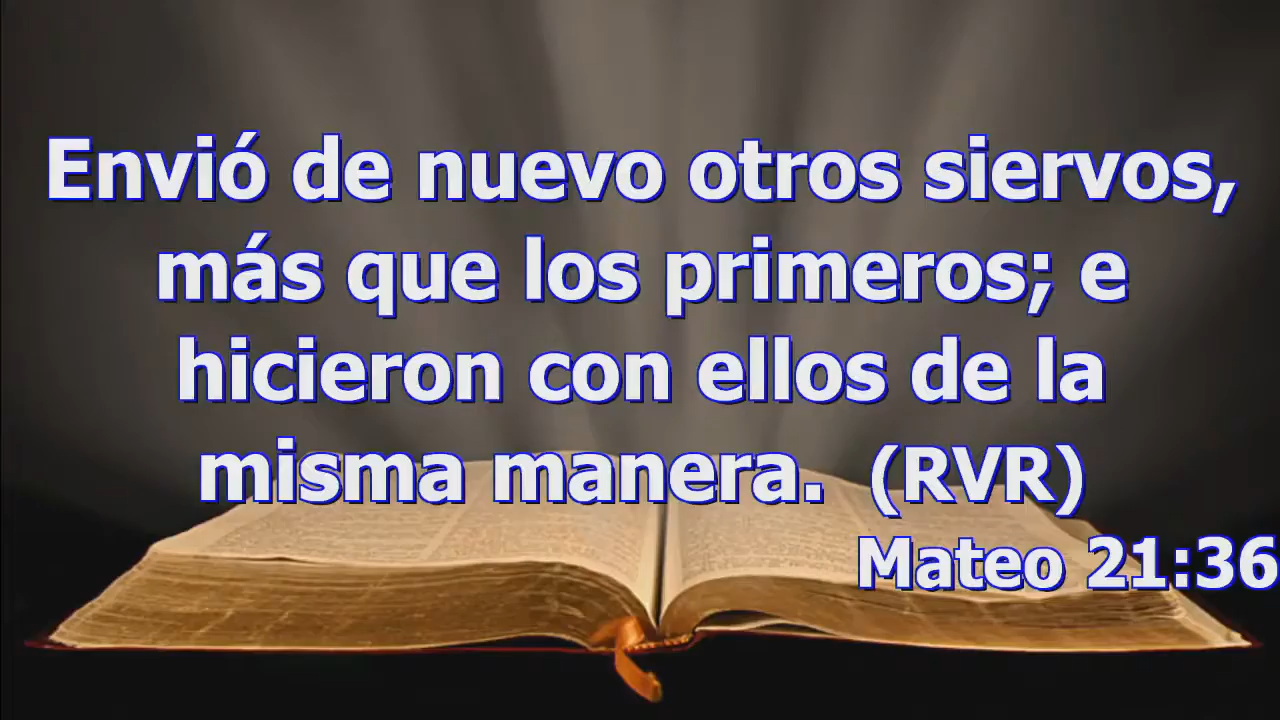 Envió de nuevo otros siervos,
más que los primeros; e
hicieron con ellos de la
misma manera.  (RVR)
Mateo 21:36